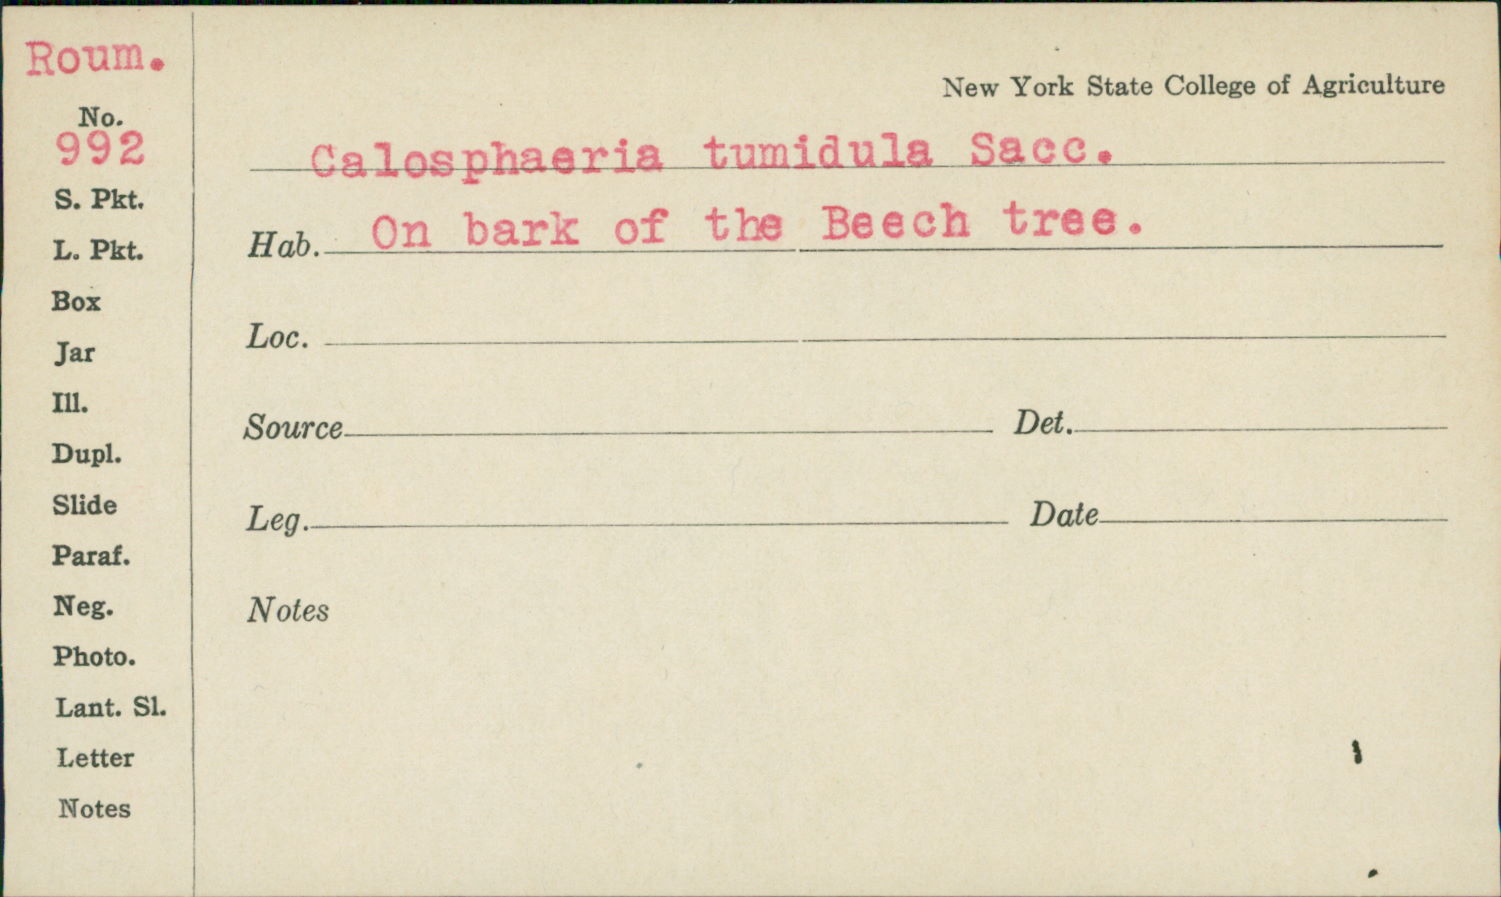 Roum.
No.
992
S. Pkt.
L. Pkt.
Box
Jar
Ill.
Dupl.
Slide
Paraf.
Neg.
Photo.
Lant. Sl.
Letter
Notes
New York State College of Agriculture
Calosphaeria tumidula Sacc.
Hab. On bark of the Beech tree.
Loc.
Source Det.
Leg. Date
Notes